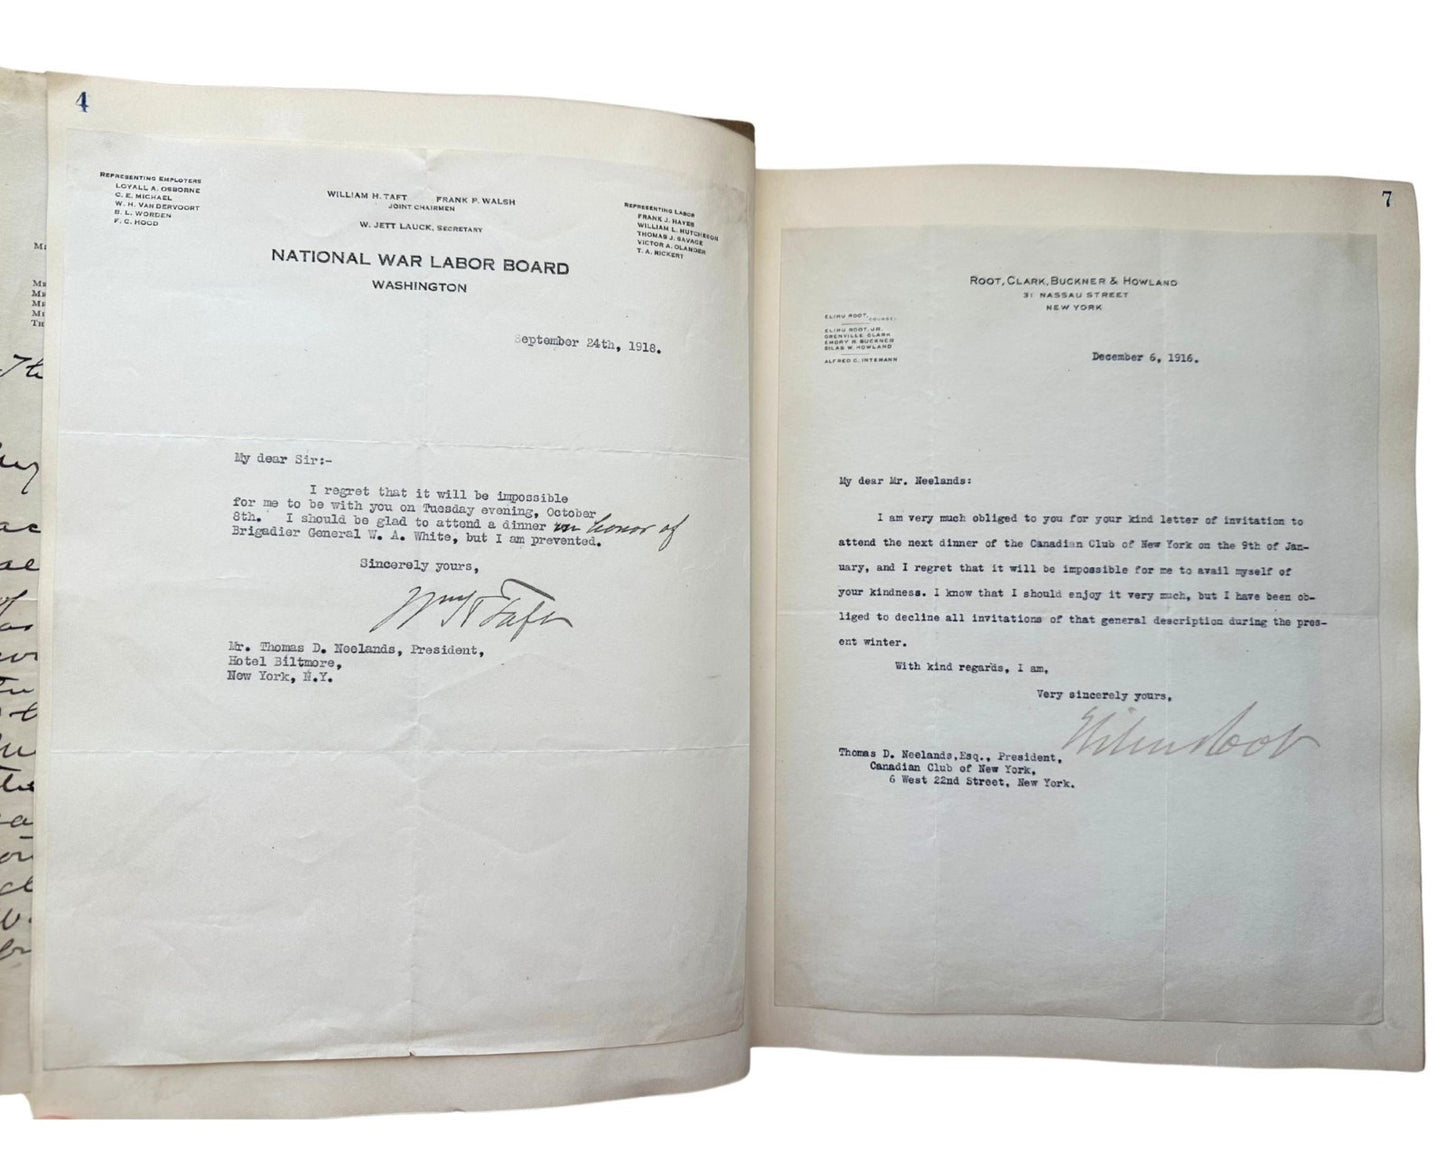 4
REPRESENTING EMPLOYERS
LOYALL A. OSBORNE
C. E. MICHAEL
W. H. VAN DERVOORT
B. L. WORDEN
F. C. HOOD
WILLIAM H. TAFT FRANK P. WALSH
JOINT CHAIRMEN
W. JETT LAUCK, SECRETARY
REPRESENTING LABOR
FRANK J. HAYES
WILLIAM L. HUTCHESON
THOMAS J. SAVAGE
VICTOR A. OLANDER
T. A. RICKERT
NATIONAL WAR LABOR BOARD
WASHINGTON
September 24th, 1918.
My dear Sir:-
I regret that it will be impossible
for me to be with you on Tuesday evening, October
8th. I should be glad to attend a dinner in honor of
Brigadier General W. A. White, but I am prevented.
Sincerely yours,
Wm H Taft
Mr. Thomas D. Neelands, President,
Hotel Biltmore,
New York, N.Y.
7
ROOT, CLARK, BUCKNER & HOWLAND
31 NASSAU STREET
NEW YORK
ELIHU ROOT,
COUNSEL.
ELIHU ROOT, JR.
GRENVILLE CLARK
EMORY R. BUCKNER
SILAS W. HOWLAND
ALFRED C. INTEMANN
December 6, 1916.
My dear Mr. Neelands:
I am very much obliged to you for your kind letter of invitation to
attend the next dinner of the Canadian Club of New York on the 9th of Jan-
uary, and I regret that it will be impossible for me to avail myself of
your kindness. I know that I should enjoy it very much, but I have been ob-
liged to decline all invitations of that general description during the pres-
ent winter.
With kind regards, I am,
Very sincerely yours,
Elihu Root
Thomas D. Neelands, Esq., President,
Canadian Club of New York,
6 West 22nd Street, New York.